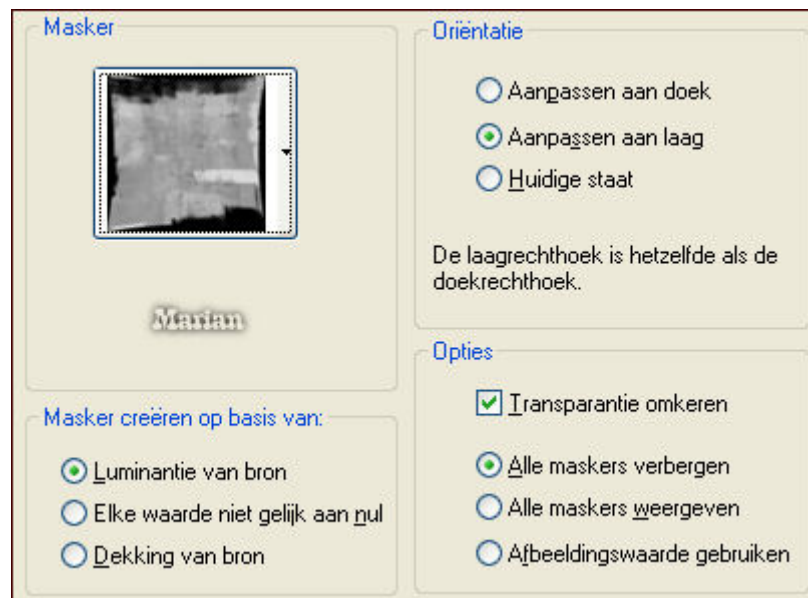 Masker
Marian
Masker creëren op basis van:
Luminantie van bron
Elke waarde niet gelijk aan nul
Dekking van bron
Oriëntatie
Aanpassen aan doek
Aanpassen aan laag
Huidige staat
De laagrechthoek is hetzelfde als de
doekrechthoek.
Opties
Transparantie omkeren
Alle maskers verbergen
Alle maskers weergeven
Afbeeldingswaarde gebruiken